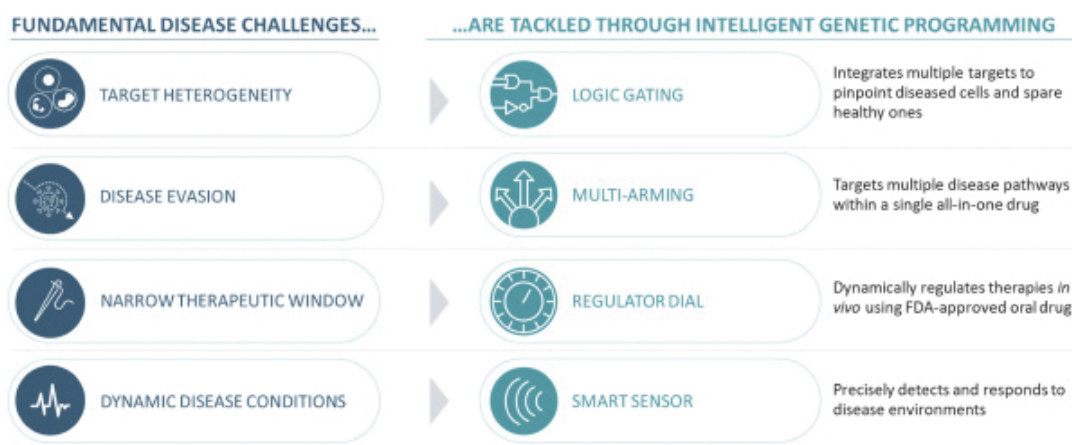 FUNDAMENTAL DISEASE CHALLENGES...
...ARE TACKLED THROUGH INTELLIGENT GENETIC PROGRAMMING
TARGET HETEROGENEITY
LOGIC GATING
Integrates multiple targets to
pinpoint diseased cells and spare
healthy ones
DISEASE EVASION
MULTI-ARMING
Targets multiple disease pathways
within a single all-in-one drug
NARROW THERAPEUTIC WINDOW
REGULATOR DIAL
Dynamically regulates therapies in
vivo using FDA-approved oral drug
DYNAMIC DISEASE CONDITIONS
SMART SENSOR
Precisely detects and responds to
disease environments